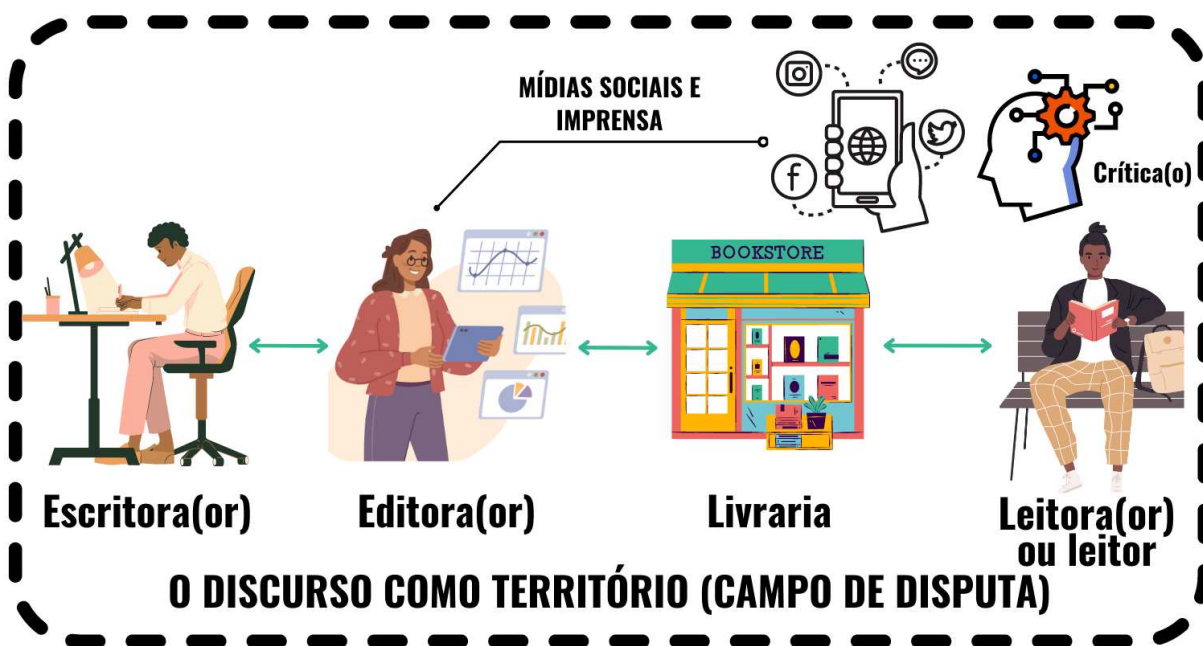 MÍDIAS SOCIAIS E
IMPRENSA
Crítica(o)
BOOKSTORE
Escritora(or)
Editora(or)
Livraria
Leitora(or)
ou leitor
O DISCURSO COMO TERRITÓRIO (CAMPO DE DISPUTA)